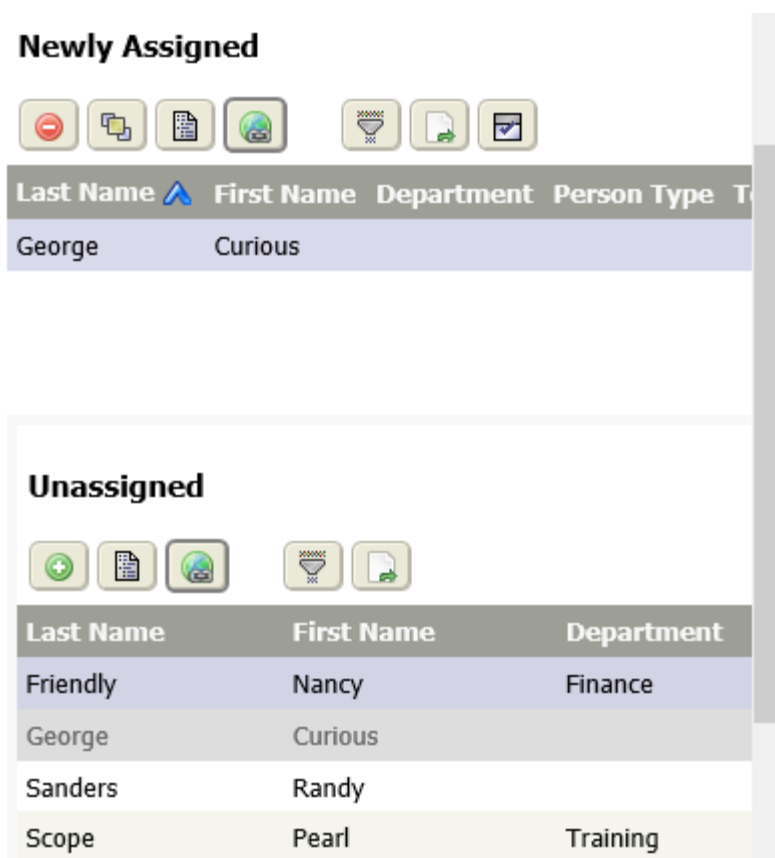 Newly Assigned
Last Name First Name Department Person Type
George Curious
Unassigned
Last Name First Name Department
Friendly Nancy Finance
George Curious
Sanders Randy
Scope Pearl Training